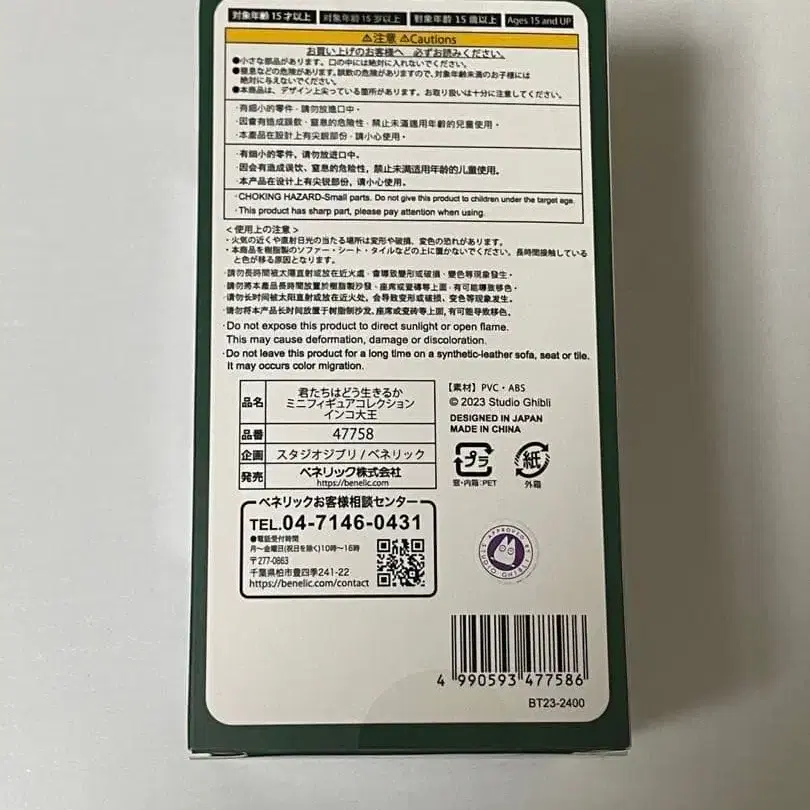 対象年齢 15 才以上 对象年龄 15 岁以上 對象年齡 15 歲以上 Ages 15 and UP
⚠注意 ⚠Cautions
お買い上げのお客様へ 必ずお読みください。
●小さな部品があります。口の中には絶対に入れないでください。
●窒息などの危険があります。誤飲の危険がありますので、対象年齢未満のお子様には
絶対に与えないでください。
●本商品は、デザイン上尖っている箇所があります。お取り扱いは十分に注意してください。
·有細小的零件,請勿放進口中。
·因會有造成誤飲、窒息的危險性,禁止未滿適用年齡的兒童使用。
·本產品在設計上有尖銳部份,請小心使用。
·有细小的零件,请勿放进口中。
·因会有造成误饮、窒息的危险性,禁止未满适用年龄的儿童使用。
·本产品在设计上有尖锐部份,请小心使用。
·CHOKING HAZARD-Small parts. Do not give this product to children under the target age.
·This product has sharp part, please pay attention when using.
<使用上の注意>
・火気の近くや直射日光の当たる場所は変形や破損、変色の恐れがあります。
・本商品を樹脂製のソファー・シート・タイルなどの上に置かないでください。長時間接触している
と色が移る原因となります。
·請勿長時間被太陽直射或放在近火處,會導致變形或破損、變色等現象發生。
·請勿將本產品長時間放置於樹脂製沙發、座席或瓷磚等上面,有可能導致移色。
·请勿长时间被太阳直射或放在近火处,会导致变形或破损、变色等现象发生。
·请勿将本产品长时间放置于树脂制沙发、座席或瓷砖等上面,有可能导致移色。
·Do not expose this product to direct sunlight or open flame.
This may cause deformation, damage or discoloration.
·Do not leave this product for a long time on a synthetic-leather sofa, seat or tile.
It may occurs color migration.
品名 君たちはどう生きるか
ミニフィギュアコレクション
インコ大王
品番 47758
企画 スタジオジブリ / ベネリック
発売 ベネリック株式会社
https://benelic.com
【素材】PVC・ABS
© 2023 Studio Ghibli
DESIGNED IN JAPAN
MADE IN CHINA
プラ 紙
窓・内箱:PET 外箱
ベネリックお客様相談センター
TEL.04-7146-0431
●電話受付時間
月〜金曜日(祝日を除く)10時〜16時
〒277-0863
千葉県柏市豊四季241-22
https://benelic.com/contact
APPROVED BY STUDIO GHIBLI
4 990593 477586
BT23-2400